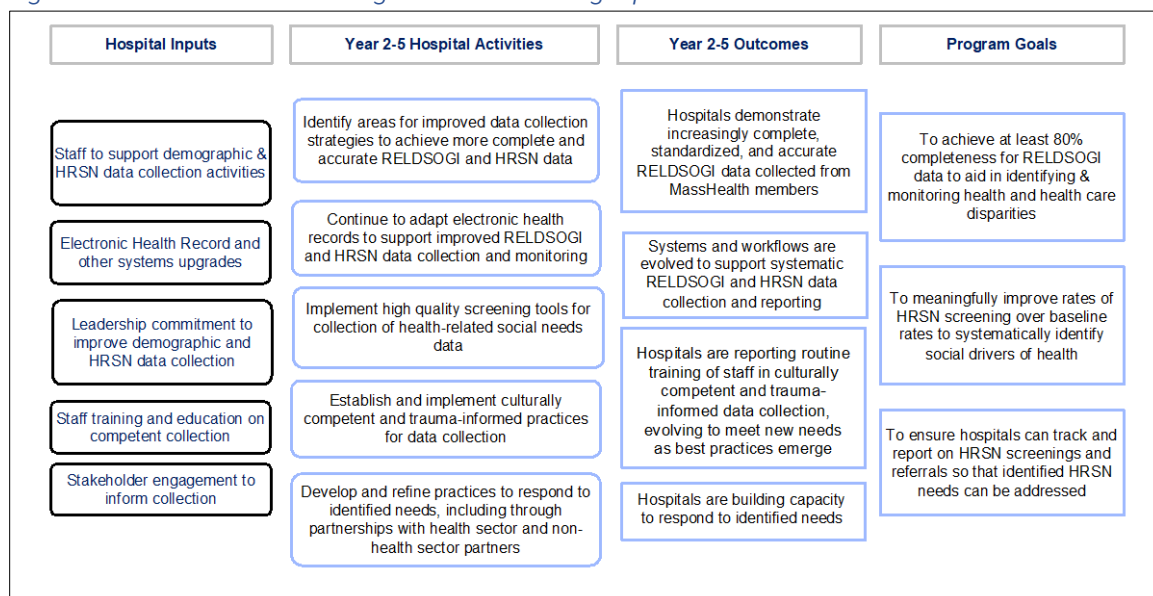 Hospital Inputs
Year 2-5 Hospital Activities
Year 2-5 Outcomes
Program Goals
Staff to support demographic &
HRSN data collection activities
Electronic Health Record and
other systems upgrades
Leadership commitment to
improve demographic and
HRSN data collection
Staff training and education on
competent collection
Stakeholder engagement to
inform collection
Identify areas for improved data collection
strategies to achieve more complete and
accurate RELDSOGI and HRSN data
Continue to adapt electronic health
records to support improved RELDSOGI
and HRSN data collection and monitoring
Implement high quality screening tools for
collection of health-related social needs
data
Establish and implement culturally
competent and trauma-informed practices
for data collection
Develop and refine practices to respond to
identified needs, including through
partnerships with health sector and non-
health sector partners
Hospitals demonstrate
increasingly complete,
standardized, and accurate
RELDSOGI data collected from
MassHealth members
Systems and workflows are
evolved to support systematic
RELDSOGI and HRSN data
collection and reporting
Hospitals are reporting routine
training of staff in culturally
competent and trauma-
informed data collection,
evolving to meet new needs
as best practices emerge
Hospitals are building capacity
to respond to identified needs
To achieve at least 80%
completeness for RELDSOGI
data to aid in identifying &
monitoring health and health care
disparities
To meaningfully improve rates of
HRSN screening over baseline
rates to systematically identify
social drivers of health
To ensure hospitals can track and
report on HRSN screenings and
referrals so that identified HRSN
needs can be addressed